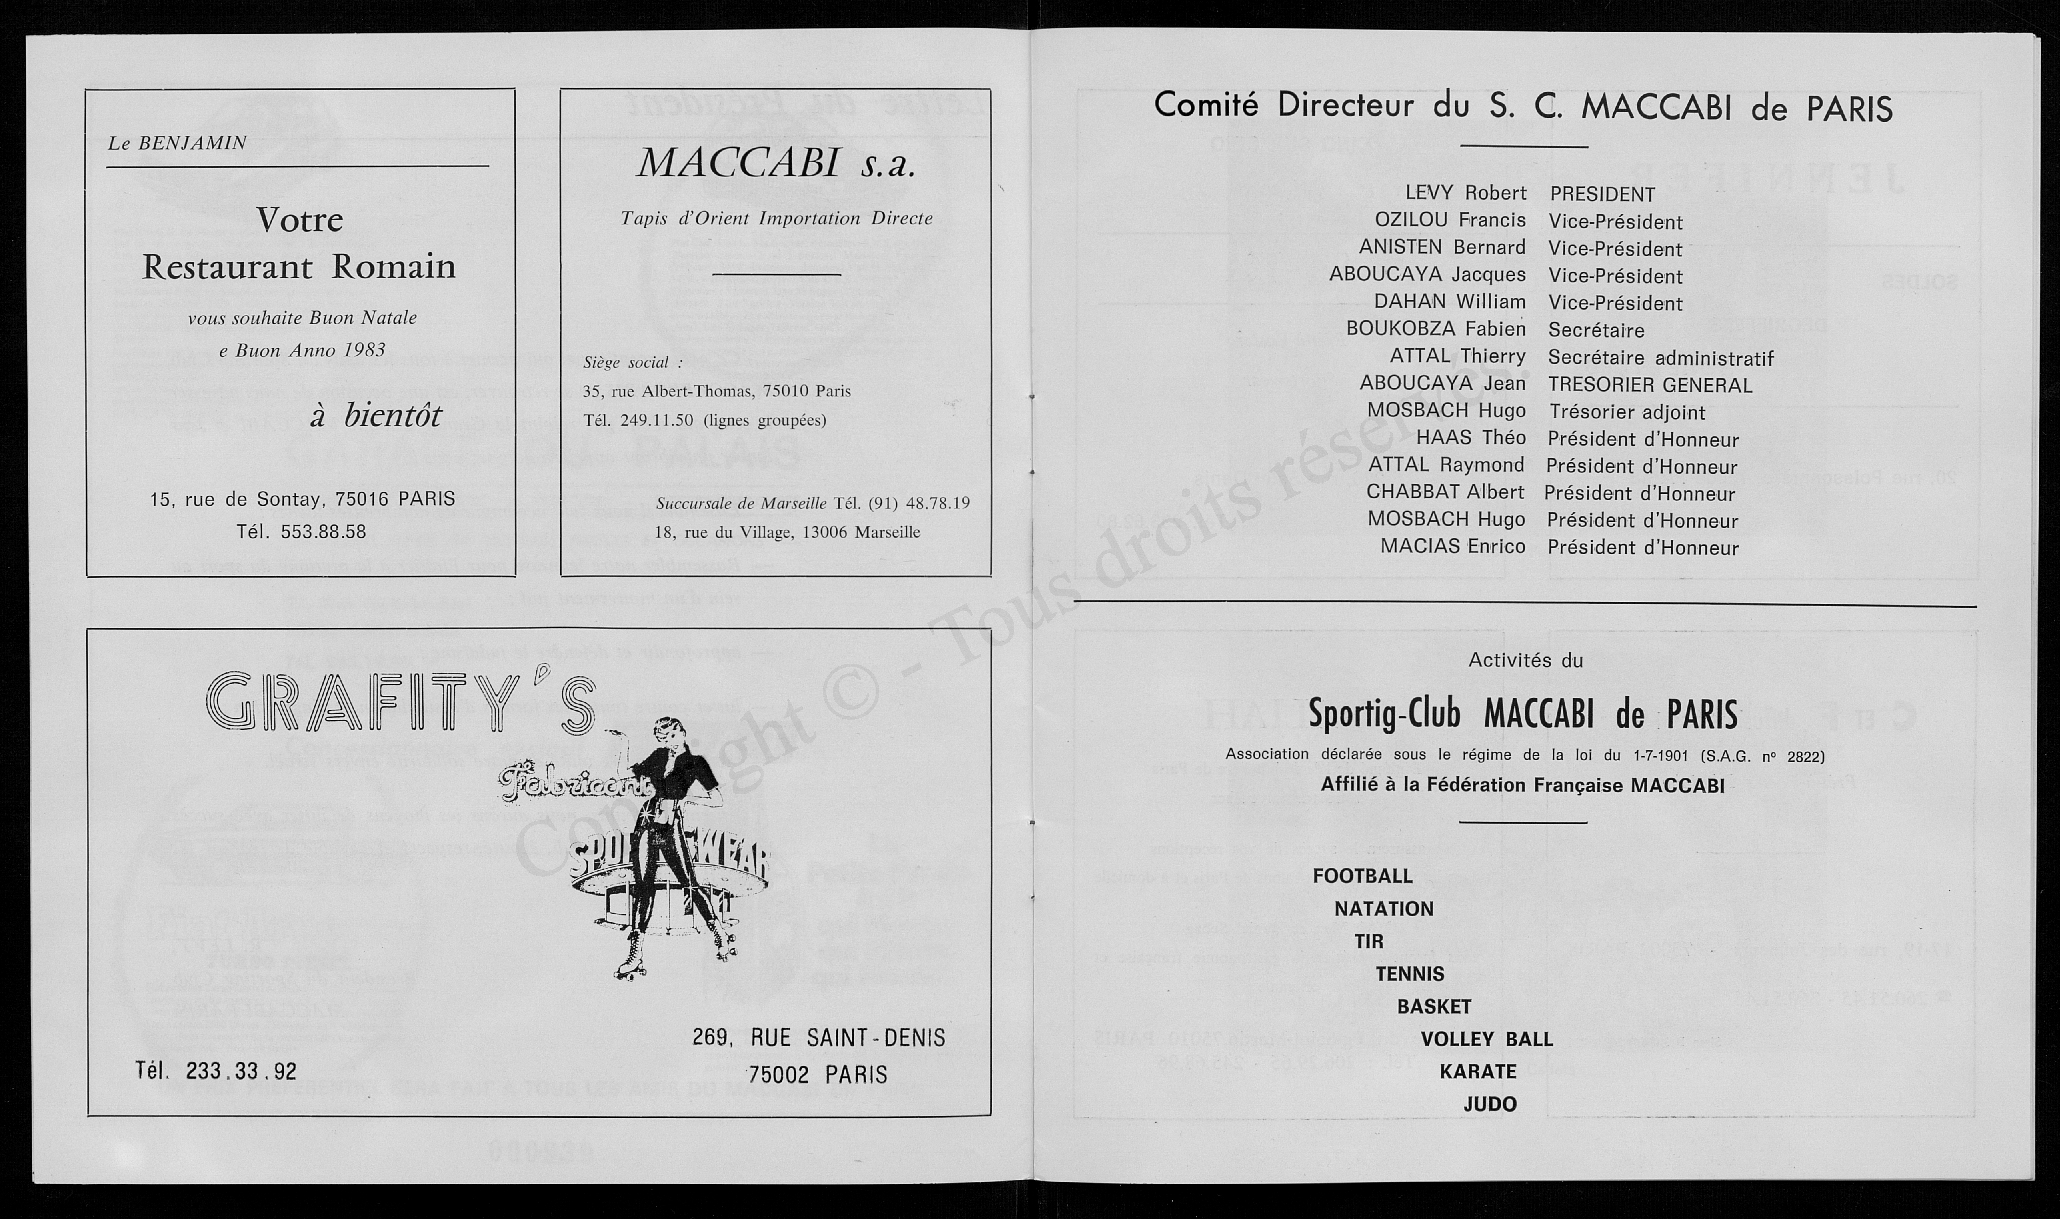 Le BENJAMIN
Votre
Restaurant Romain
vous souhaite Buon Natale
e Buon Anno 1983
à bientôt
15, rue de Sontay, 75016 PARIS
Tél. 553.88.58
MACCABI s.a.
Tapis d'Orient Importation Directe
Siège social :
35, rue Albert-Thomas, 75010 Paris
Tél. 249.11.50 (lignes groupées)
Succursale de Marseille Tél. (91) 48.78.19
18, rue du Village, 13006 Marseille
GRAFITY'S
Fabricant
SPORTSWEAR
269, RUE SAINT-DENIS
75002 PARIS
Tél. 233.33.92
Comité Directeur du S. C. MACCABI de PARIS
LEVY Robert PRESIDENT
OZILOU Francis Vice-Président
ANISTEN Bernard Vice-Président
ABOUCAYA Jacques Vice-Président
DAHAN William Vice-Président
BOUKOBZA Fabien Secrétaire
ATTAL Thierry Secrétaire administratif
ABOUCAYA Jean TRESORIER GENERAL
MOSBACH Hugo Trésorier adjoint
HAAS Théo Président d'Honneur
ATTAL Raymond Président d'Honneur
CHABBAT Albert Président d'Honneur
MOSBACH Hugo Président d'Honneur
MACIAS Enrico Président d'Honneur
Activités du
Sportig-Club MACCABI de PARIS
Association déclarée sous le régime de la loi du 1-7-1901 (S.A.G. n° 2822)
Affilié à la Fédération Française MACCABI
FOOTBALL
NATATION
TIR
TENNIS
BASKET
VOLLEY BALL
KARATE
JUDO
Copyright © - Tous droits réservés.